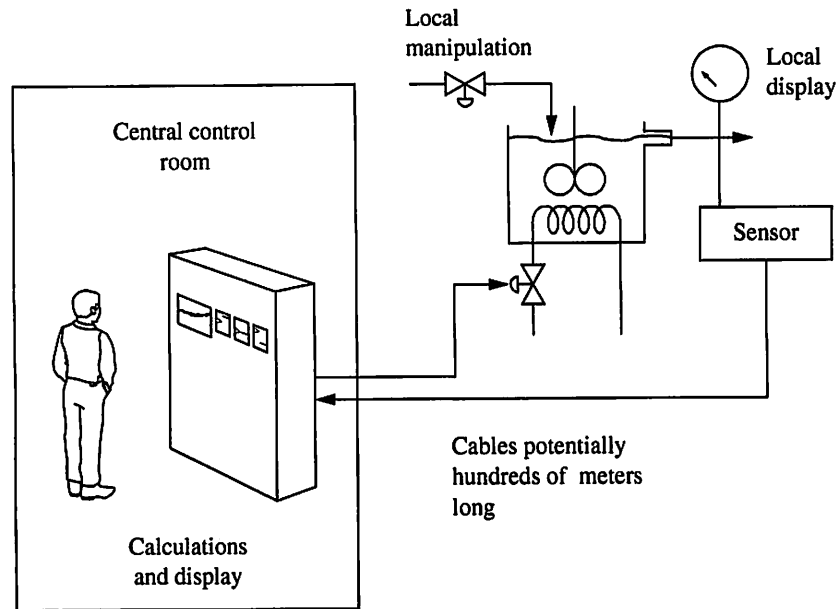 Local
manipulation
Local
display
Central control
room
Sensor
Cables potentially
hundreds of meters
long
Calculations
and display